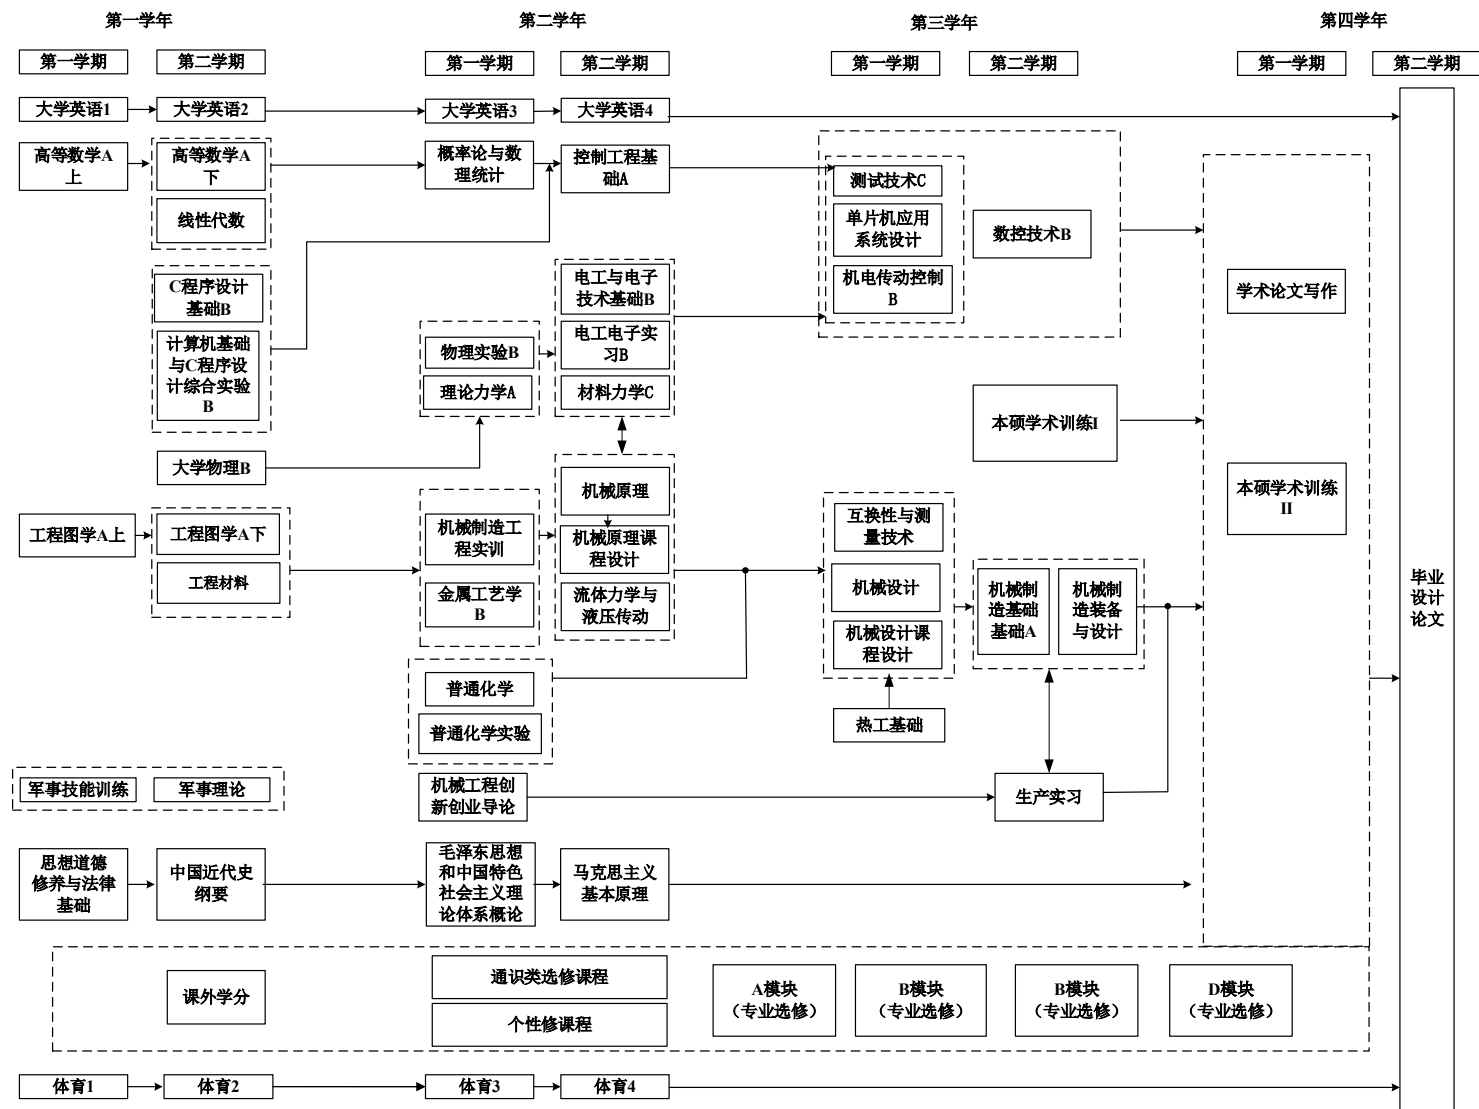 第一学年
第二学年
第三学年
第四学年
第一学期
第二学期
第一学期
第二学期
第一学期
第二学期
第一学期
第二学期
大学英语1
大学英语2
大学英语3
大学英语4
高等数学A
上
高等数学A
下
线性代数
概率论与数
理统计
控制工程基
础A
测试技术C
单片机应用
系统设计
机电传动控制
B
数控技术B
C程序设计
基础B
计算机基础
与C程序设
计综合实验
B
电工与电子
技术基础B
电工电子实
习B
材料力学C
物理实验B
理论力学A
学术论文写作
大学物理B
本硕学术训练I
本硕学术训练
II
工程图学A上
工程图学A下
工程材料
机械制造工
程实训
金属工艺学
B
机械原理
机械原理课
程设计
流体力学与
液压传动
互换性与测
量技术
机械设计
机械设计课
程设计
机械制
造基础
基础A
机械制
造装备
与设计
毕业
设计
论文
普通化学
普通化学实验
热工基础
军事技能训练
军事理论
机械工程创
新创业导论
生产实习
思想道德
修养与法律
基础
中国近代史
纲要
毛泽东思想
和中国特色
社会主义理
论体系概论
马克思主义
基本原理
课外学分
通识类选修课程
个性修课程
A模块
（专业选修）
B模块
（专业选修）
B模块
（专业选修）
D模块
（专业选修）
体育1
体育2
体育3
体育4